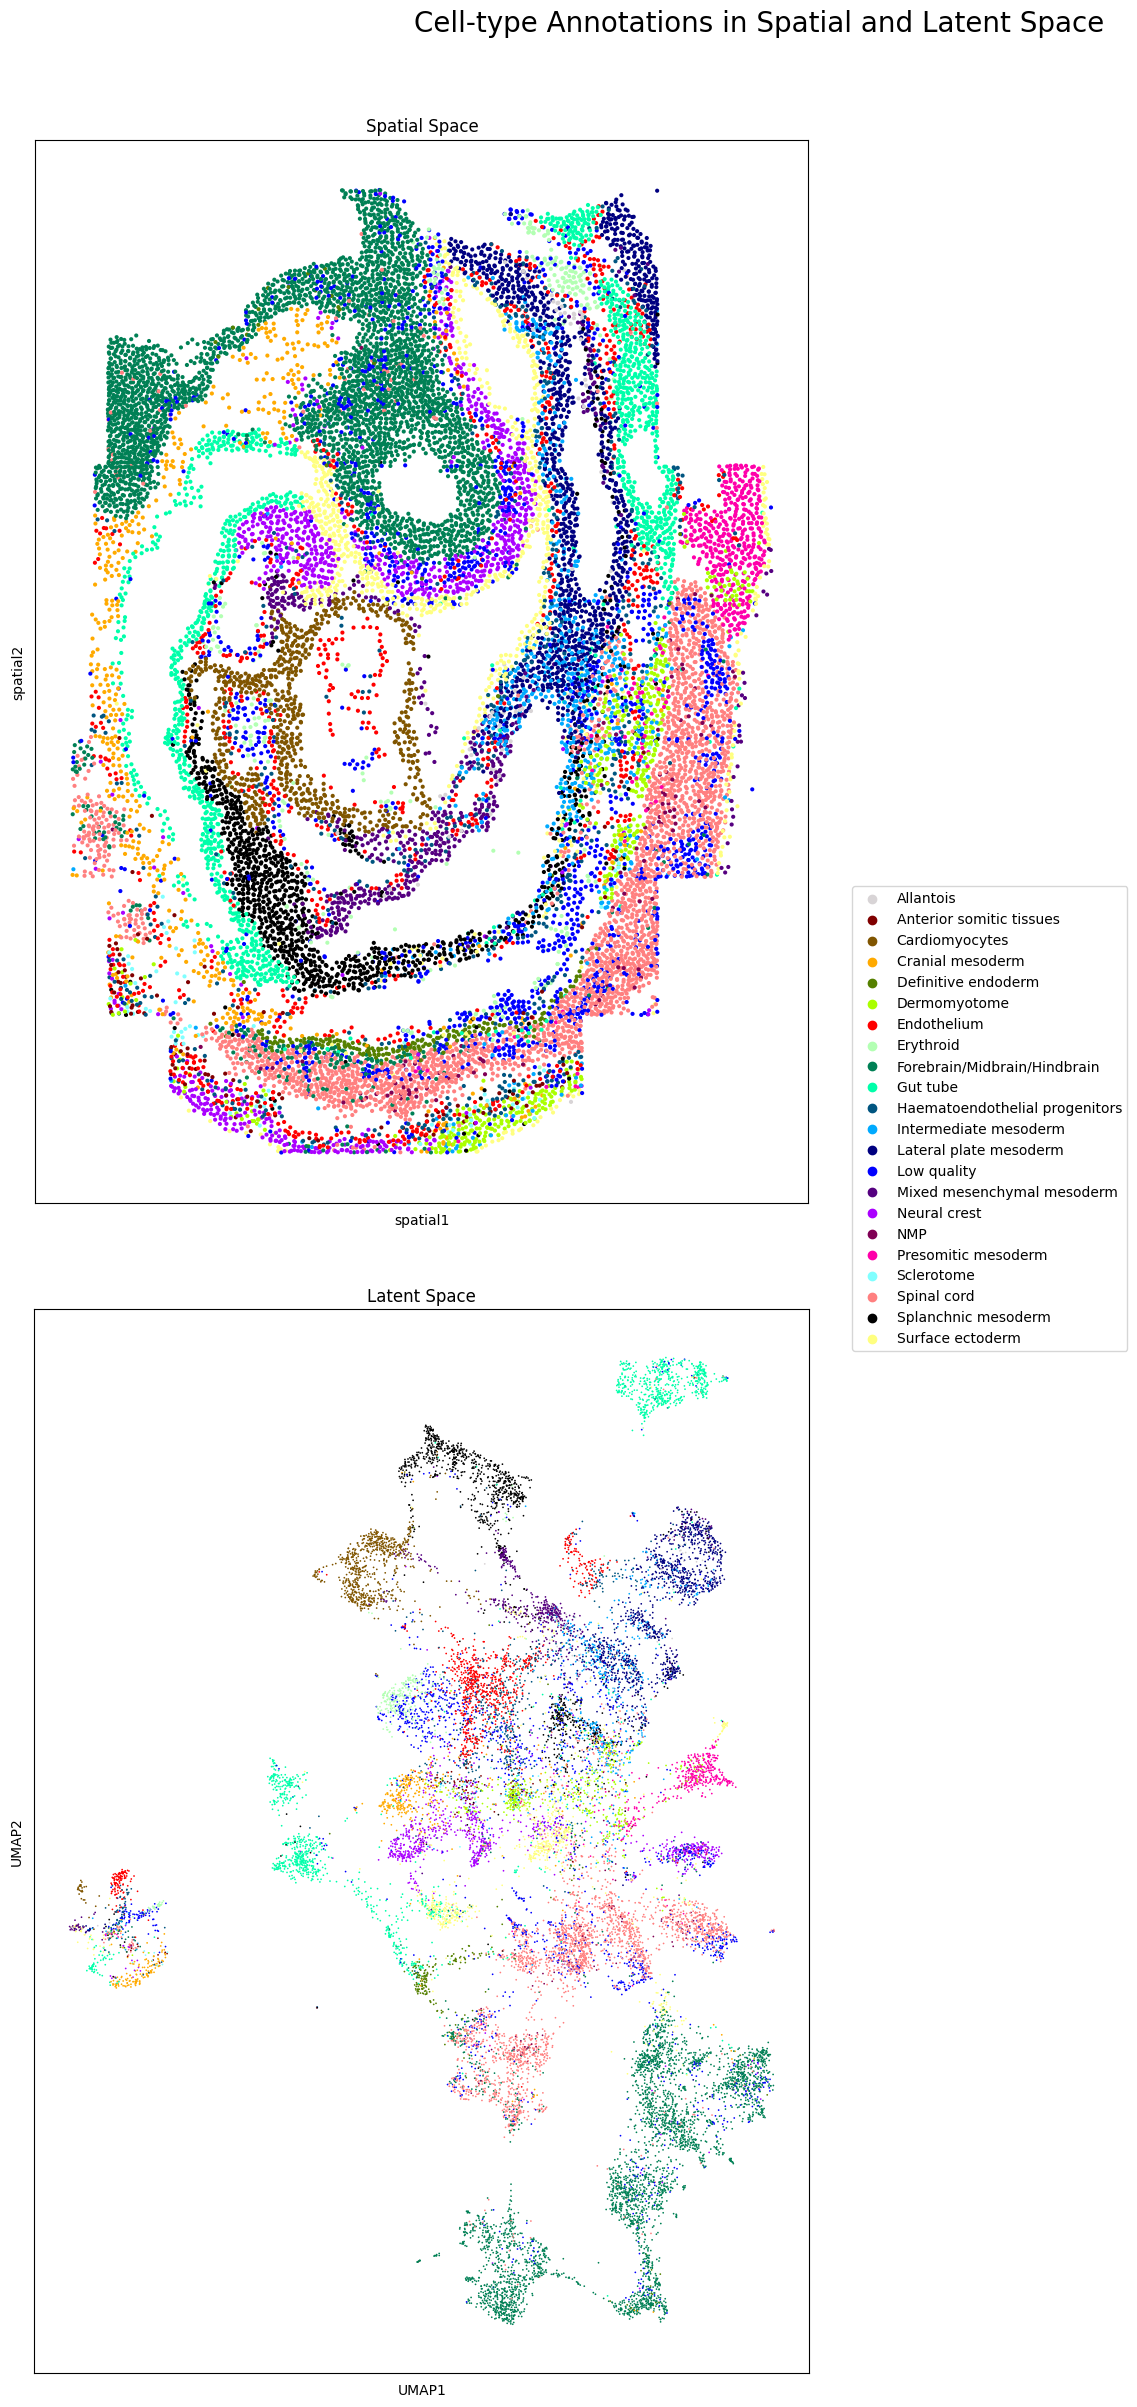 Cell-type Annotations in Spatial and Latent Space
Spatial Space
spatial2
spatial1
Allantois
Anterior somitic tissues
Cardiomyocytes
Cranial mesoderm
Definitive endoderm
Dermomyotome
Endothelium
Erythroid
Forebrain/Midbrain/Hindbrain
Gut tube
Haematoendothelial progenitors
Intermediate mesoderm
Lateral plate mesoderm
Low quality
Mixed mesenchymal mesoderm
Neural crest
NMP
Presomitic mesoderm
Sclerotome
Spinal cord
Splanchnic mesoderm
Surface ectoderm
Latent Space
UMAP2
UMAP1